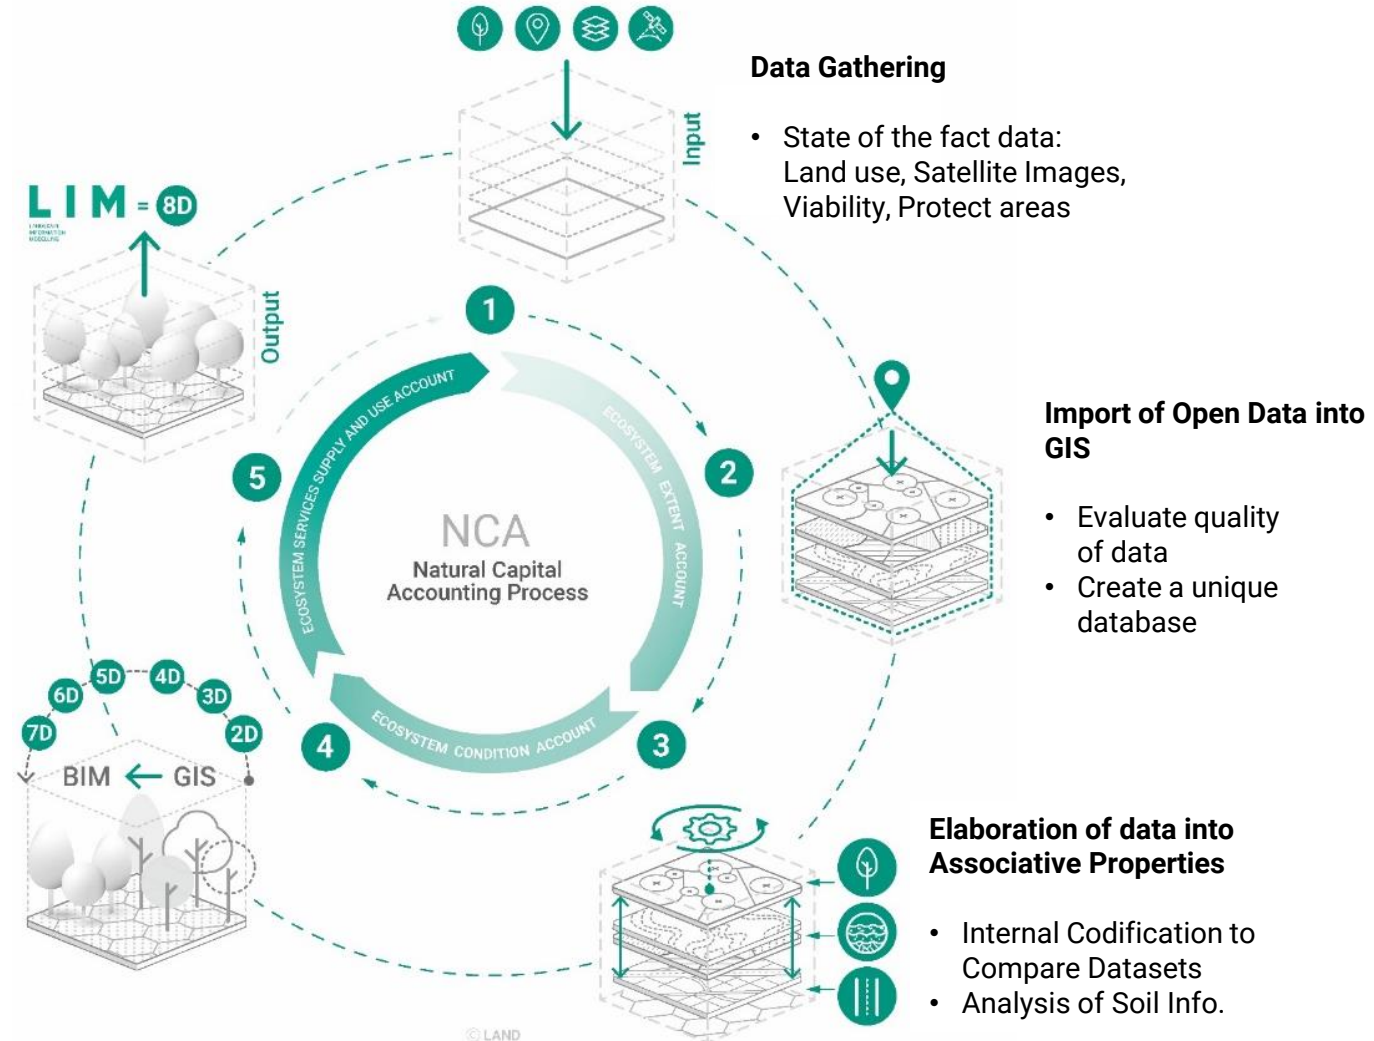 Data Gathering
• State of the fact data:
Land use, Satellite Images,
Viability, Protect areas
Input
LIM = 8D
LANDSCAPE
INFORMATION
MODELLING
Output
1
2
3
4
5
ECOSYSTEM EXTENT ACCOUNT
ECOSYSTEM CONDITION ACCOUNT
ECOSYSTEM SERVICES SUPPLY AND USE ACCOUNT
NCA
Natural Capital
Accounting Process
Import of Open Data into
GIS
• Evaluate quality
of data
• Create a unique
database
7D
6D
5D
4D
3D
2D
BIM
GIS
Elaboration of data into
Associative Properties
• Internal Codification to
Compare Datasets
• Analysis of Soil Info.
© LAND